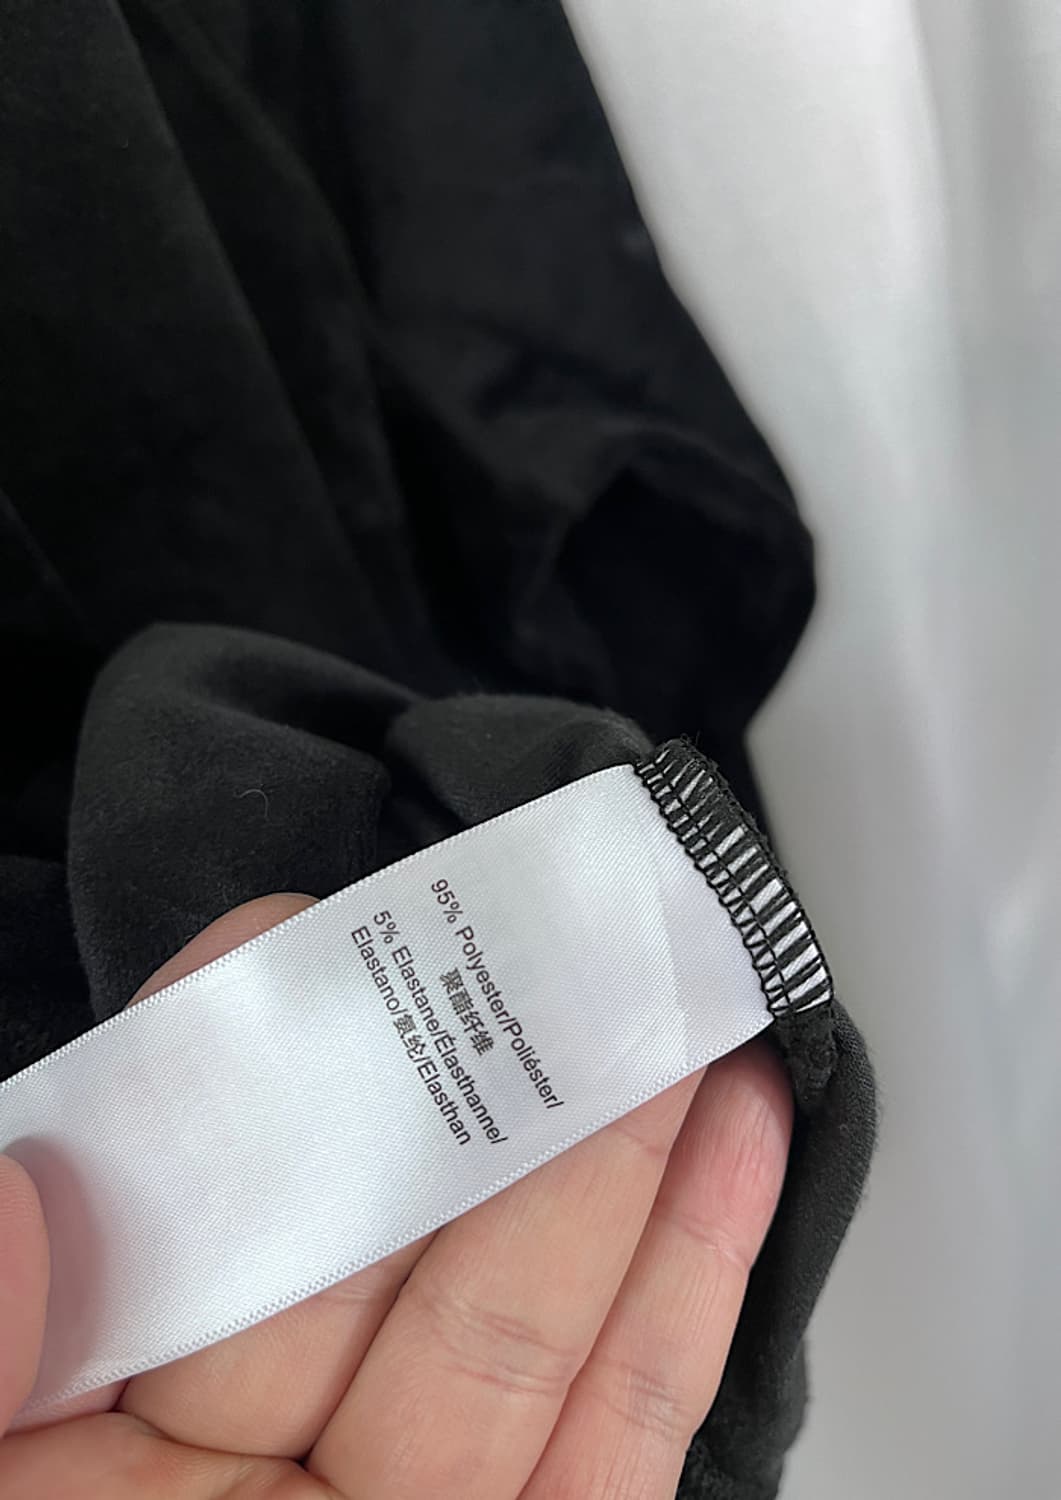 95% Polyester/Poliéster/
聚酯纤维
5% Elastane/Élasthanne/
Elastano/氨纶/Elasthan